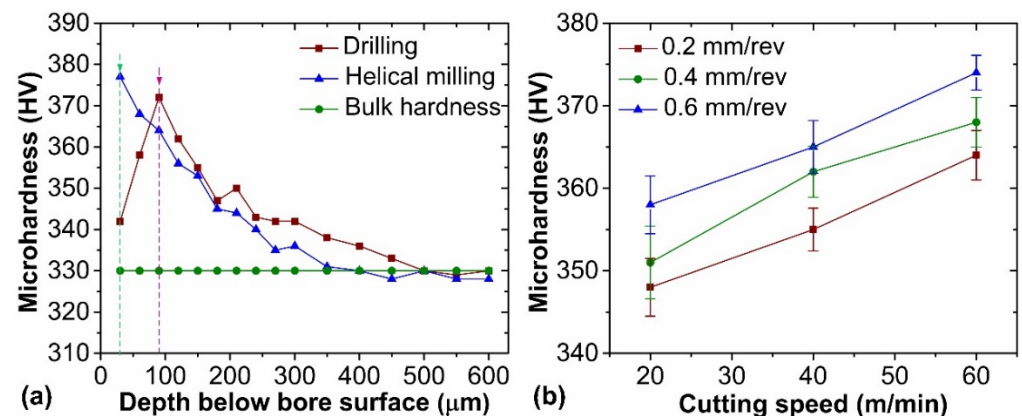 390
380
370
360
350
340
330
320
310
0 100 200 300 400 500 600
Microhardness (HV)
Depth below bore surface (μm)
Drilling
Helical milling
Bulk hardness
(a)
380
370
360
350
340
20 30 40 50 60
Microhardness (HV)
Cutting speed (m/min)
0.2 mm/rev
0.4 mm/rev
0.6 mm/rev
(b)